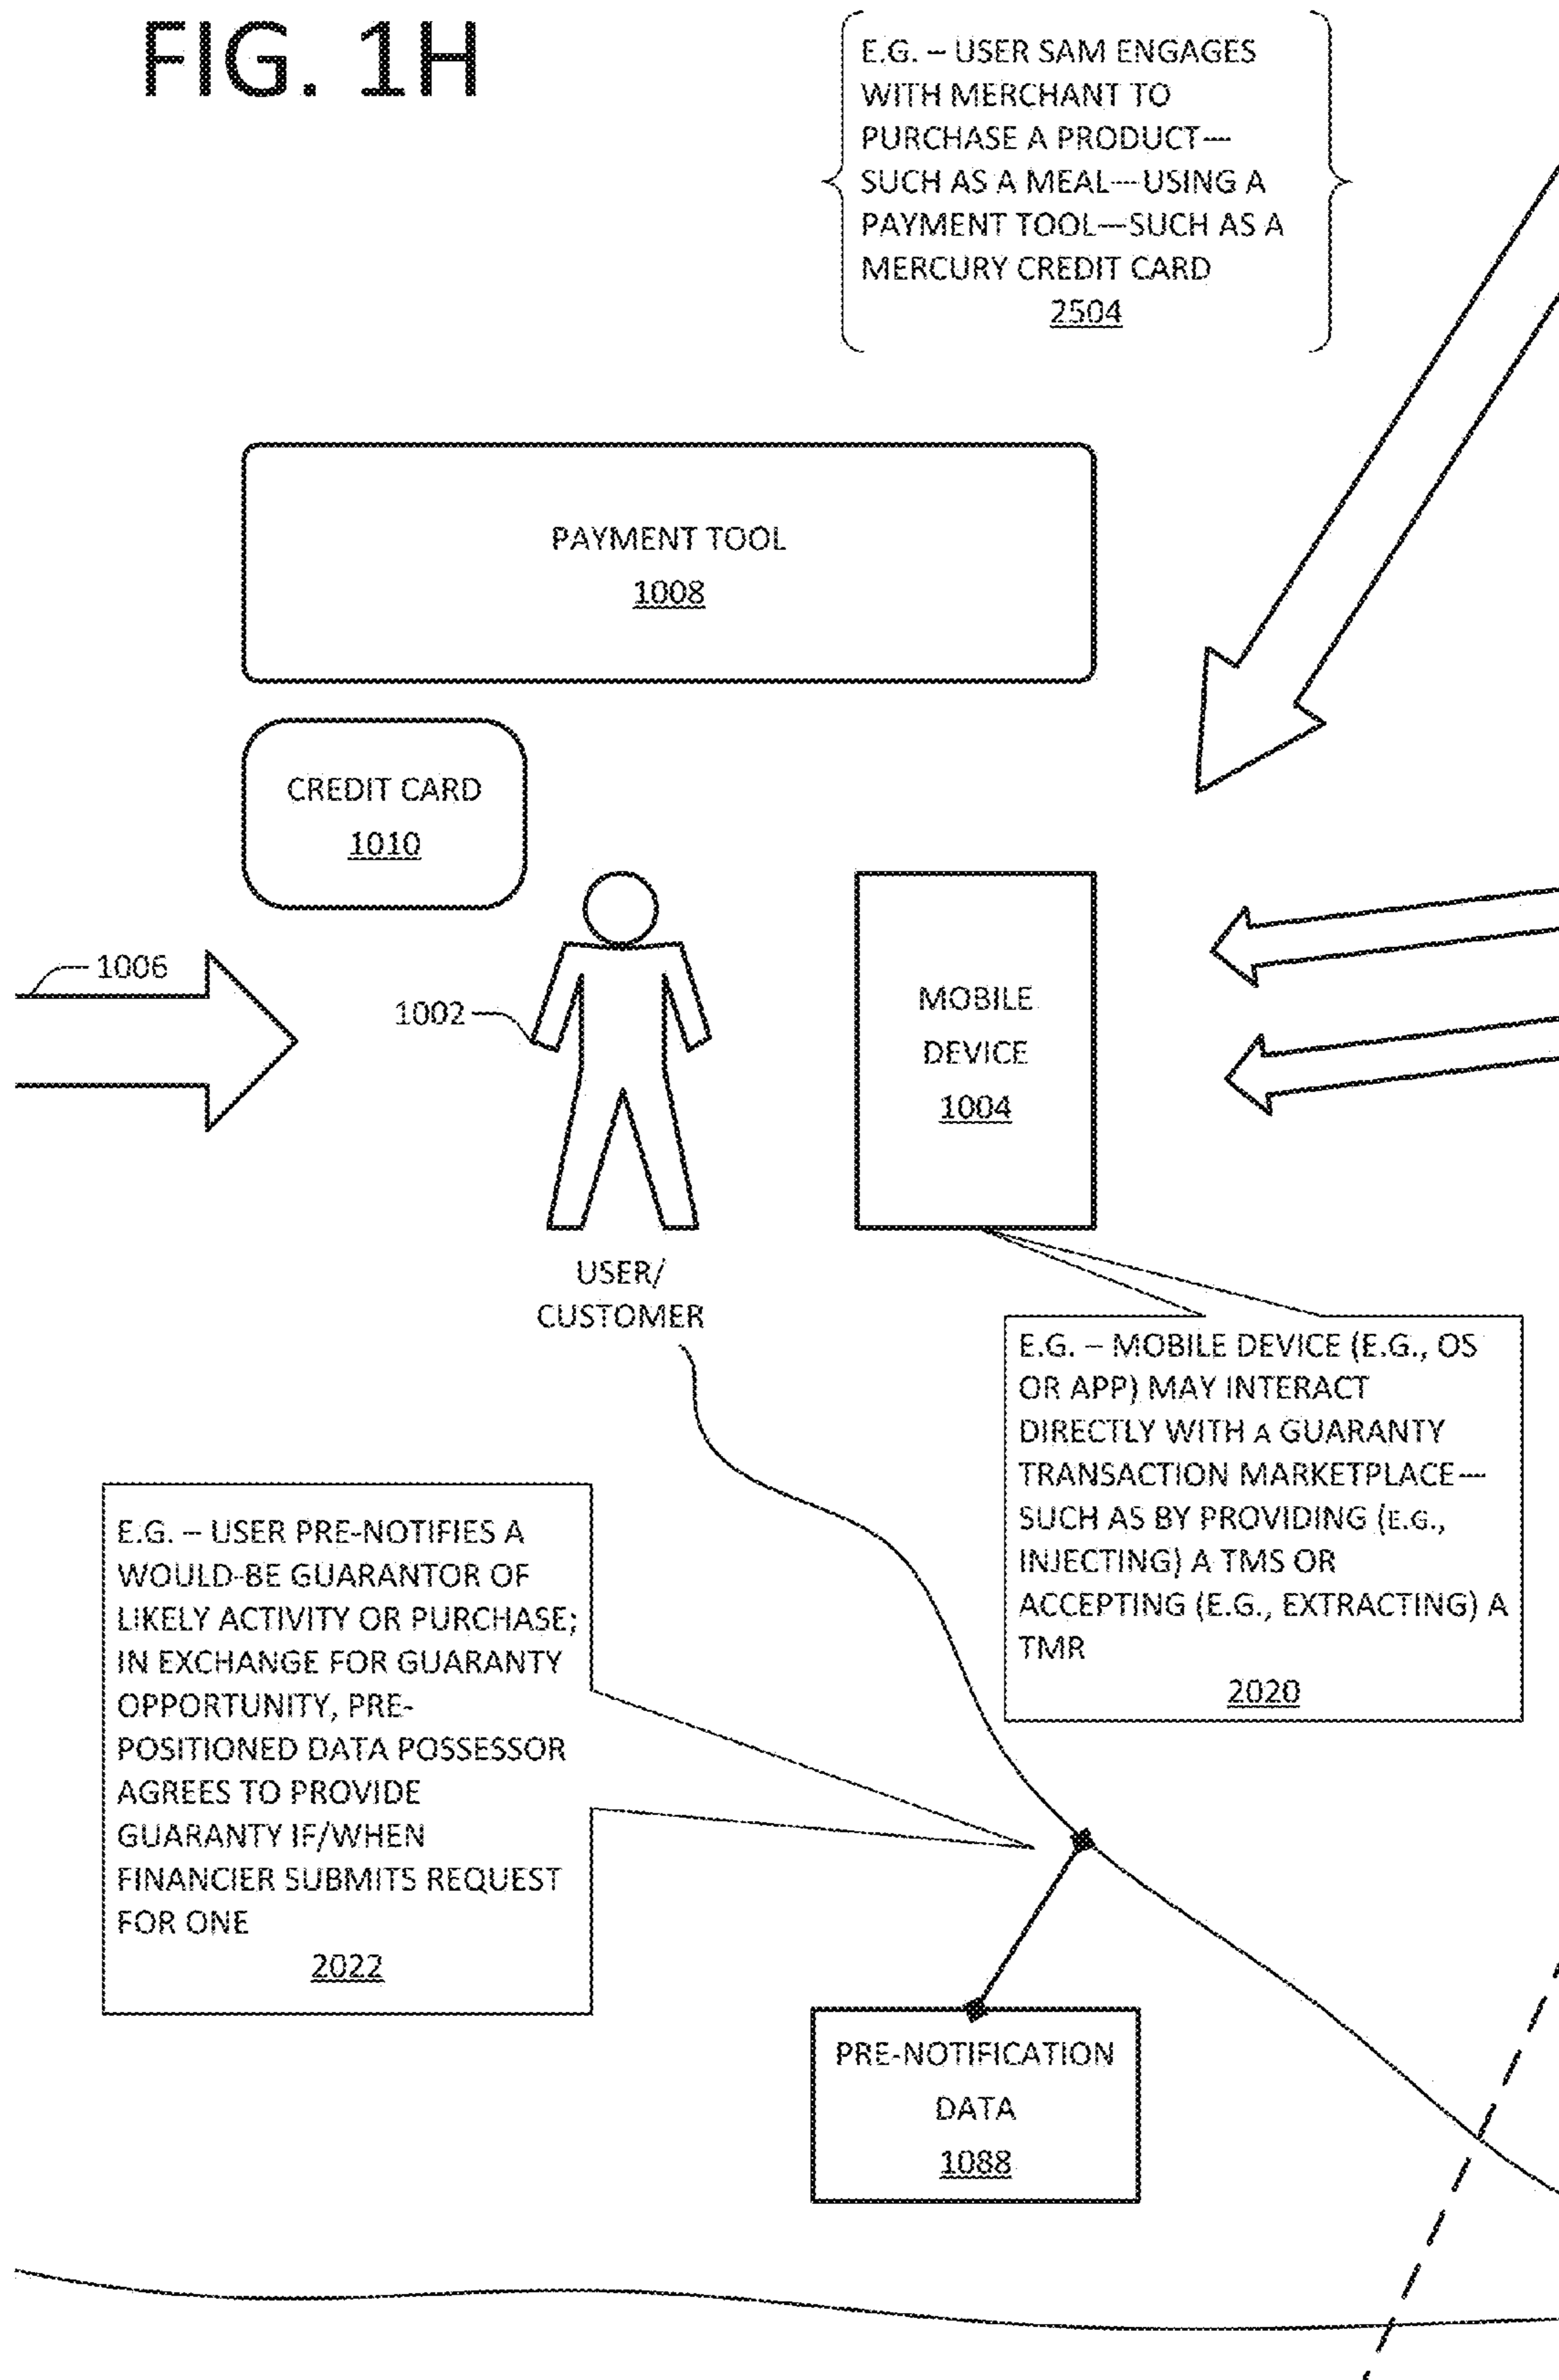 FIG. 1H
E.G. – USER SAM ENGAGES
WITH MERCHANT TO
PURCHASE A PRODUCT—
SUCH AS A MEAL—USING A
PAYMENT TOOL—SUCH AS A
MERCURY CREDIT CARD
2504
PAYMENT TOOL
1008
CREDIT CARD
1010
1006
1002
MOBILE
DEVICE
1004
USER/
CUSTOMER
E.G. – MOBILE DEVICE (E.G., OS
OR APP) MAY INTERACT
DIRECTLY WITH A GUARANTY
TRANSACTION MARKETPLACE—
SUCH AS BY PROVIDING (E.G.,
INJECTING) A TMS OR
ACCEPTING (E.G., EXTRACTING) A
TMR
2020
E.G. – USER PRE-NOTIFIES A
WOULD-BE GUARANTOR OF
LIKELY ACTIVITY OR PURCHASE;
IN EXCHANGE FOR GUARANTY
OPPORTUNITY, PRE-
POSITIONED DATA POSSESSOR
AGREES TO PROVIDE
GUARANTY IF/WHEN
FINANCIER SUBMITS REQUEST
FOR ONE
2022
PRE-NOTIFICATION
DATA
1088